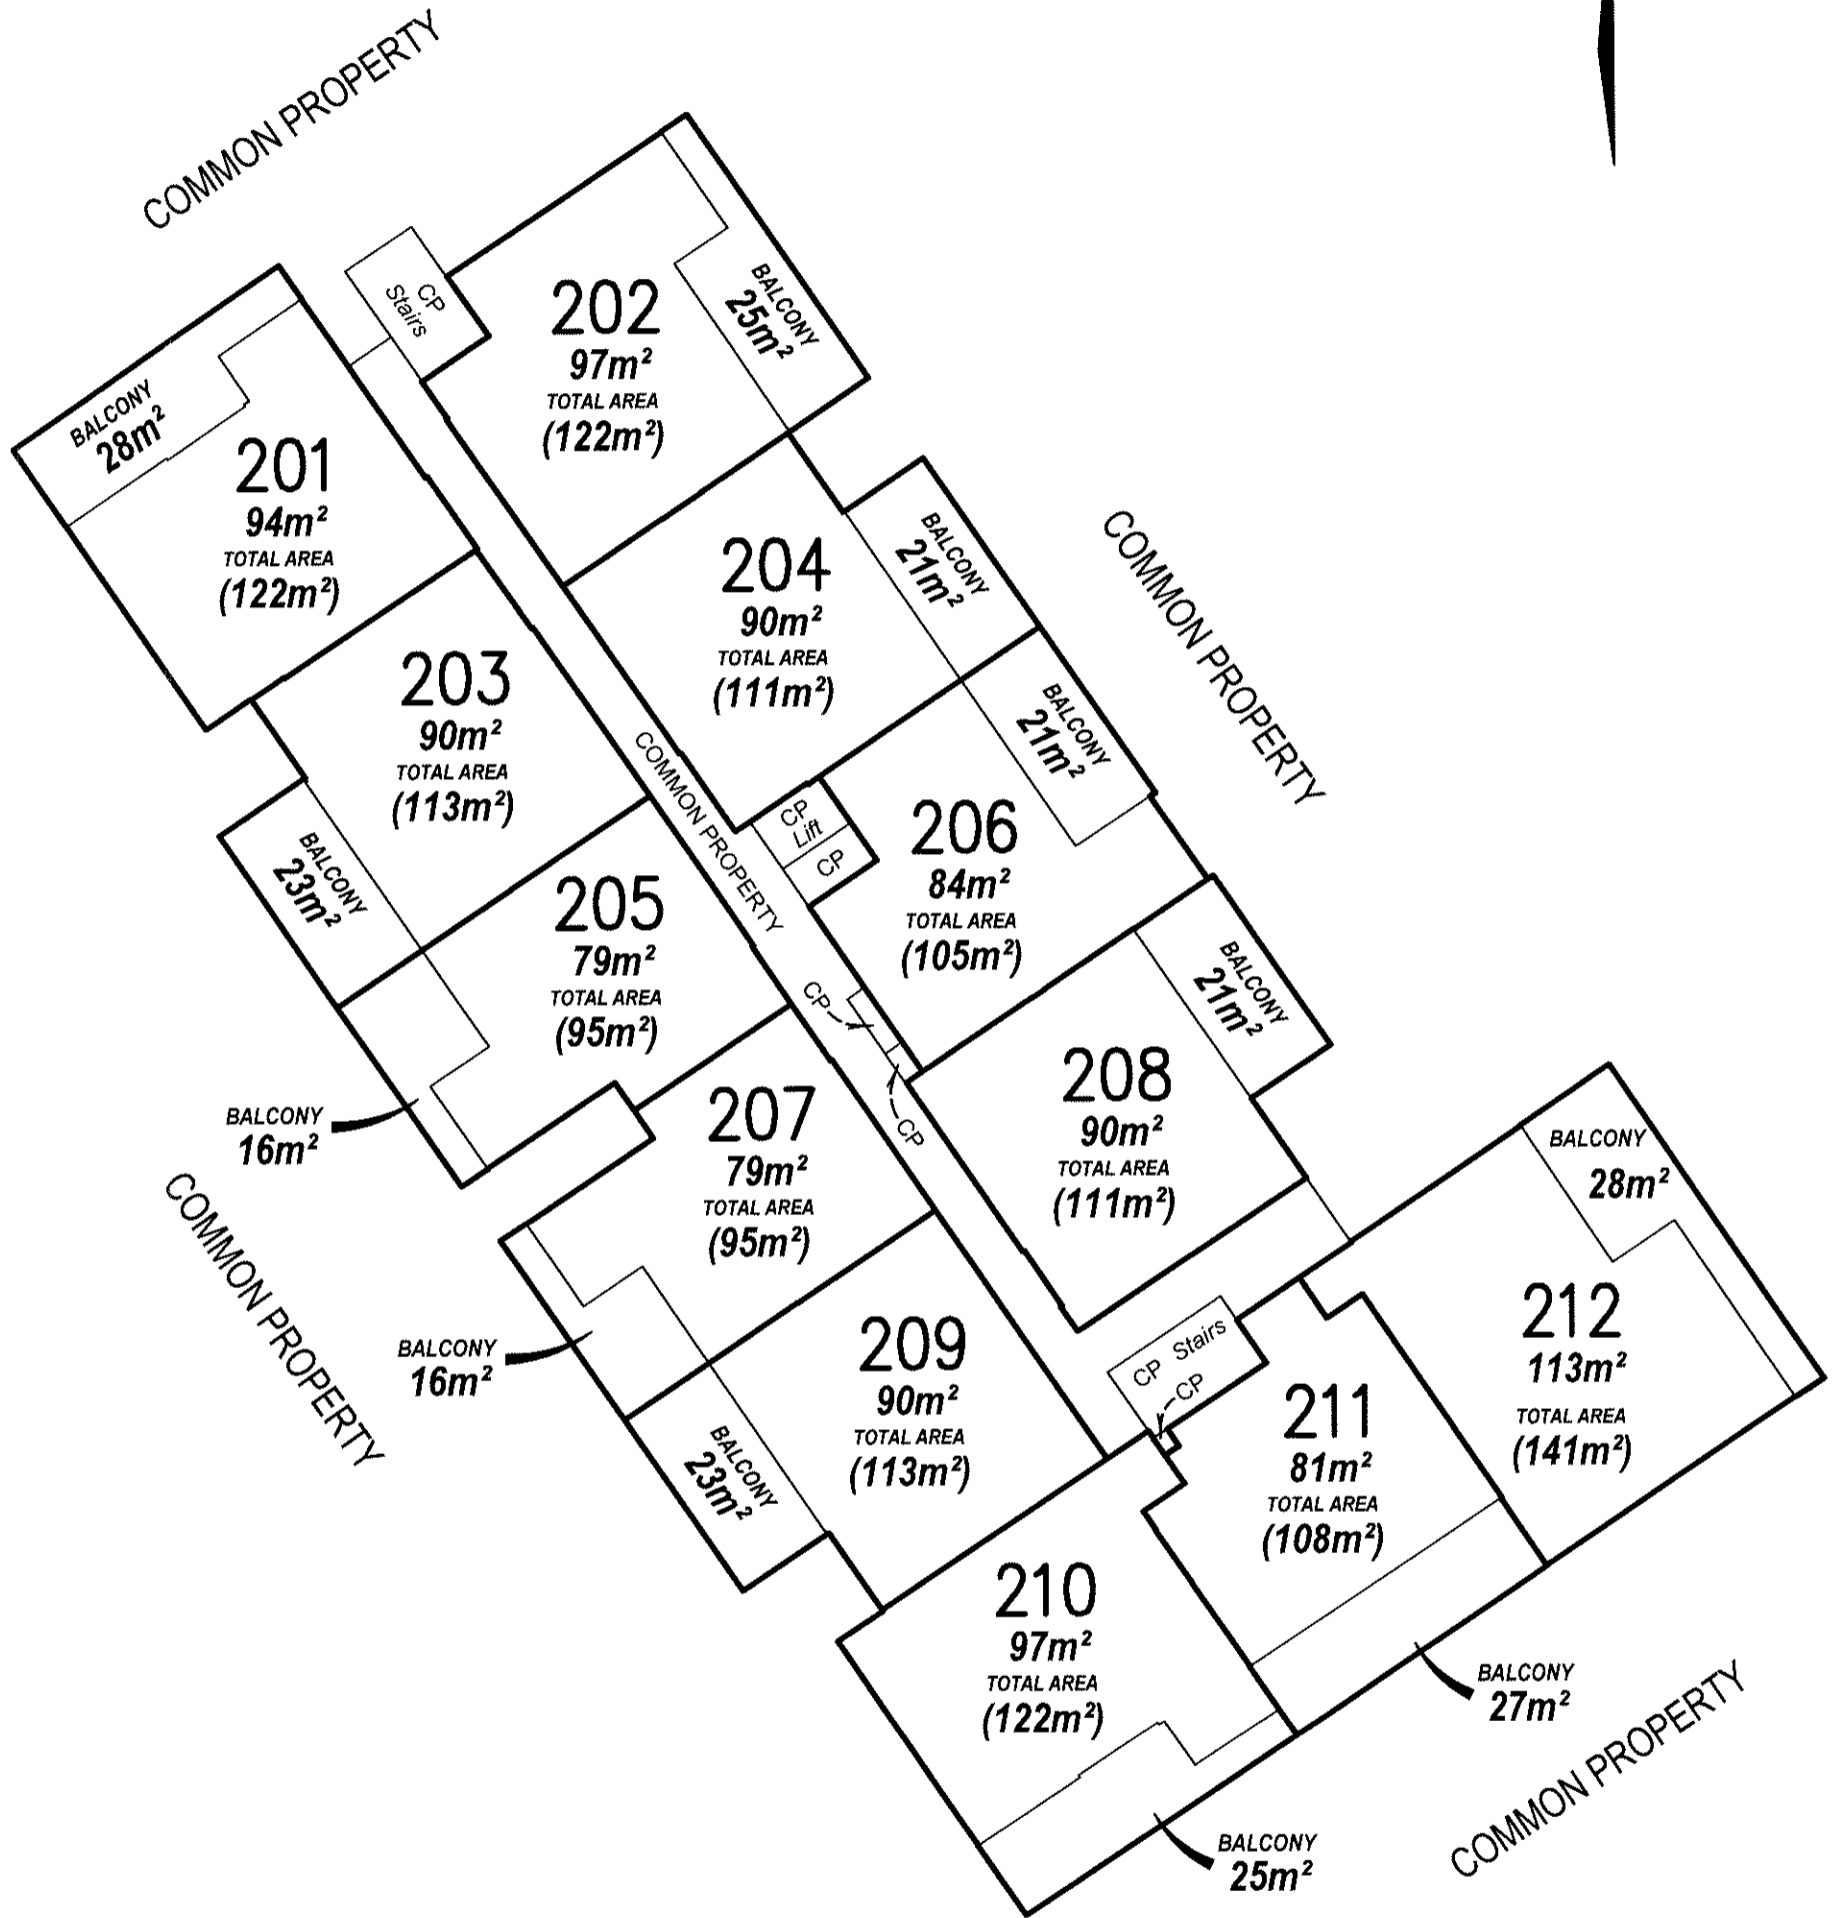 COMMON PROPERTY
CP
Stairs
202
97m²
TOTAL AREA
(122m²)
BALCONY
25m²
BALCONY
28m²
201
94m²
TOTAL AREA
(122m²)
204
90m²
TOTAL AREA
(111m²)
BALCONY
21m²
COMMON PROPERTY
203
90m²
TOTAL AREA
(113m²)
BALCONY
23m²
COMMON PROPERTY
BALCONY
21m²
CP
Lift
CP
206
84m²
TOTAL AREA
(105m²)
205
79m²
TOTAL AREA
(95m²)
BALCONY
16m²
CP
CP
BALCONY
21m²
208
90m²
TOTAL AREA
(111m²)
207
79m²
TOTAL AREA
(95m²)
BALCONY
16m²
COMMON PROPERTY
BALCONY
28m²
212
113m²
TOTAL AREA
(141m²)
CP Stairs
CP
209
90m²
TOTAL AREA
(113m²)
BALCONY
23m²
211
81m²
TOTAL AREA
(108m²)
BALCONY
27m²
210
97m²
TOTAL AREA
(122m²)
BALCONY
25m²
COMMON PROPERTY